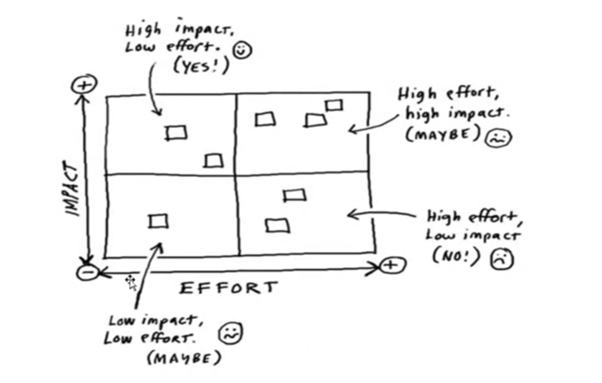 High impact,
Low effort.
(YES!)
High effort,
high impact.
(MAYBE)
+
IMPACT
High effort,
Low impact
(NO!)
−
+
EFFORT
Low impact,
Low effort.
(MAYBE)